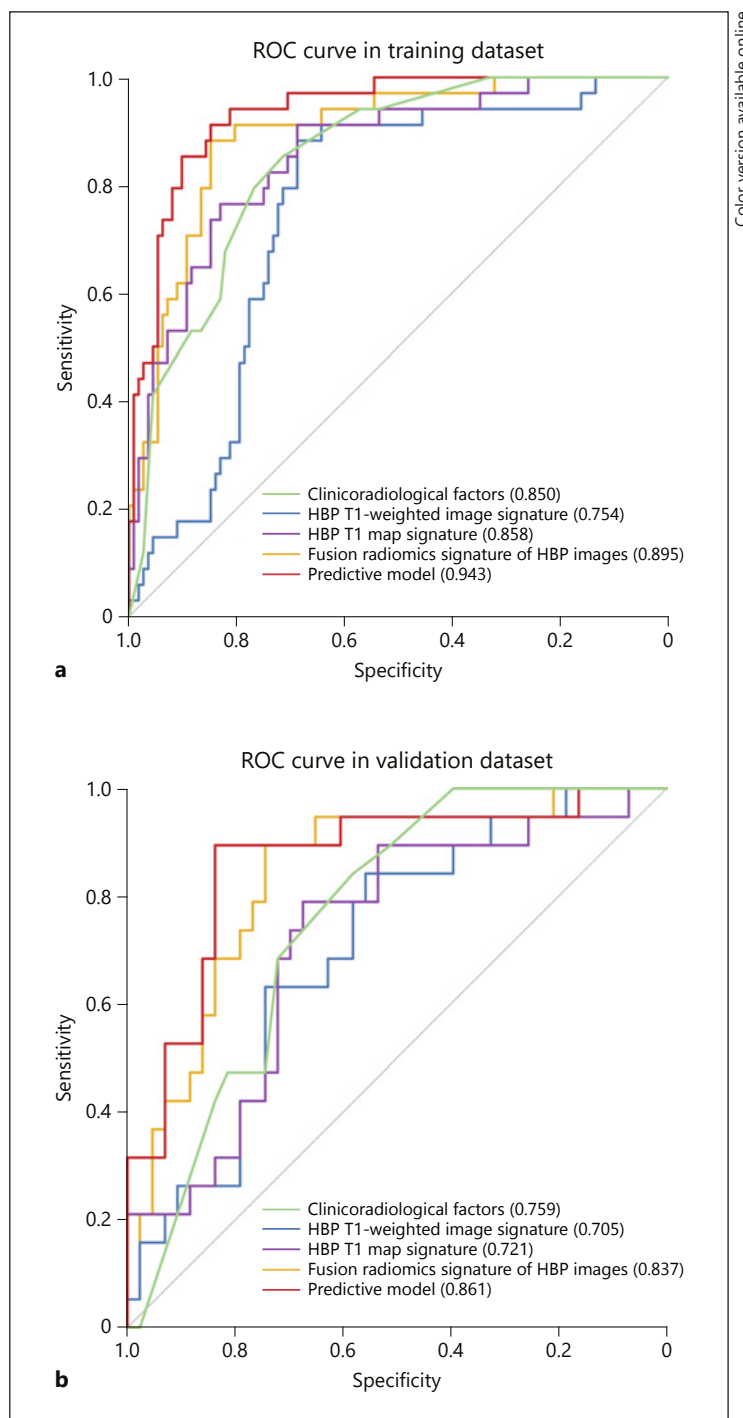 Color version available online
ROC curve in training dataset
1.0
0.8
0.6
0.4
0.2
0
Sensitivity
Clinicoradiological factors (0.850)
HBP T1-weighted image signature (0.754)
HBP T1 map signature (0.858)
Fusion radiomics signature of HBP images (0.895)
Predictive model (0.943)
1.0 0.8 0.6 0.4 0.2 0
Specificity
a
ROC curve in validation dataset
1.0
0.8
0.6
0.4
0.2
0
Sensitivity
Clinicoradiological factors (0.759)
HBP T1-weighted image signature (0.705)
HBP T1 map signature (0.721)
Fusion radiomics signature of HBP images (0.837)
Predictive model (0.861)
1.0 0.8 0.6 0.4 0.2 0
Specificity
b